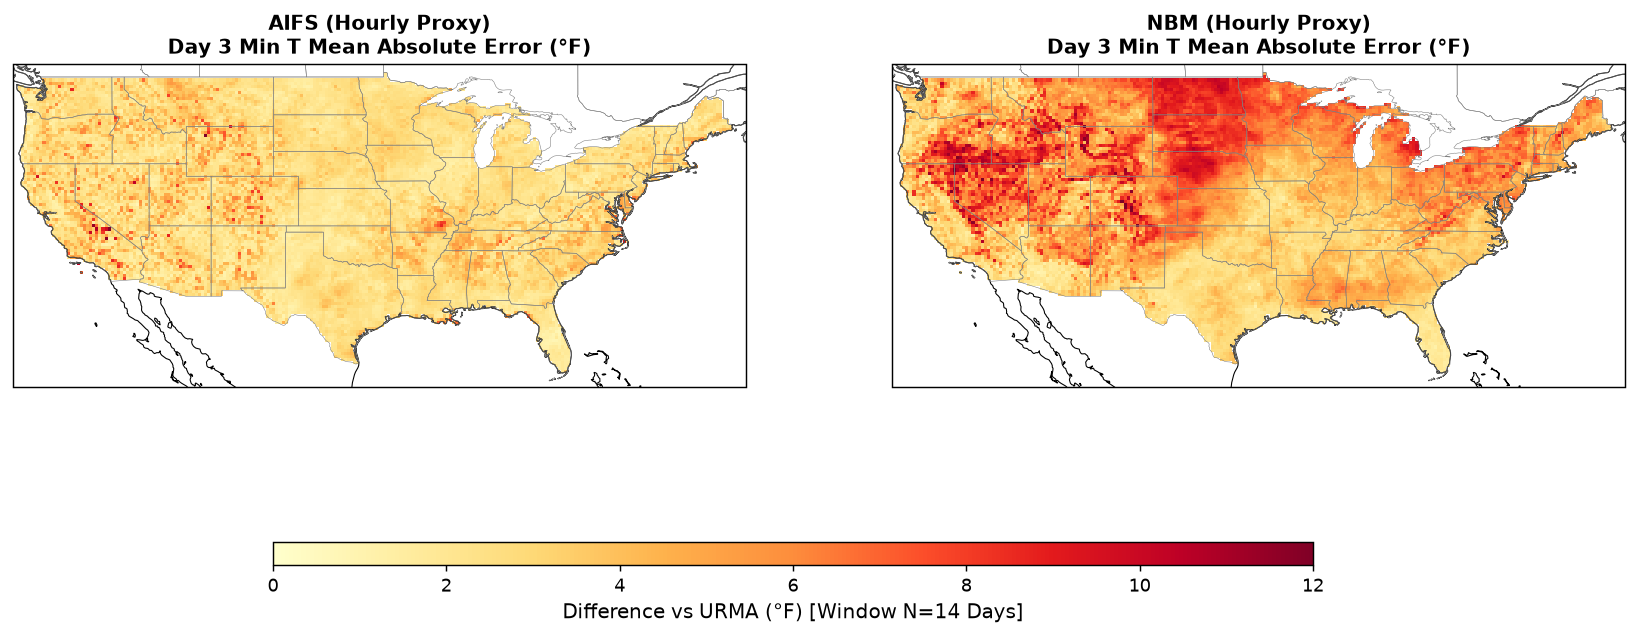 AIFS (Hourly Proxy)
Day 3 Min T Mean Absolute Error (°F)
NBM (Hourly Proxy)
Day 3 Min T Mean Absolute Error (°F)
0 2 4 6 8 10 12
Difference vs URMA (°F) [Window N=14 Days]